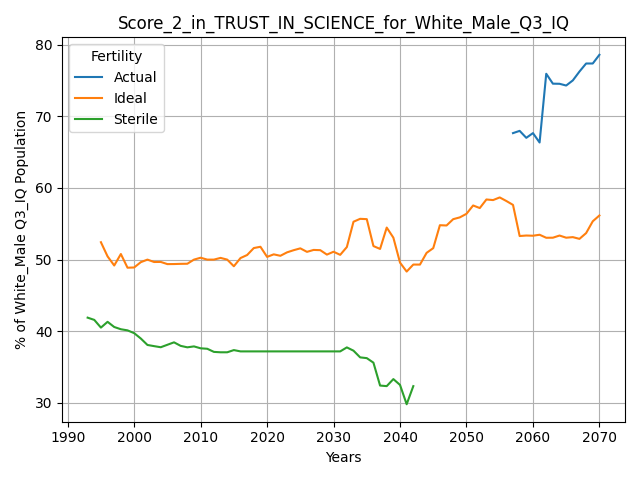 Score_2_in_TRUST_IN_SCIENCE_for_White_Male_Q3_IQ
Fertility
Actual
Ideal
Sterile
% of White_Male Q3_IQ Population
80
70
60
50
40
30
1990
2000
2010
2020
2030
2040
2050
2060
2070
Years